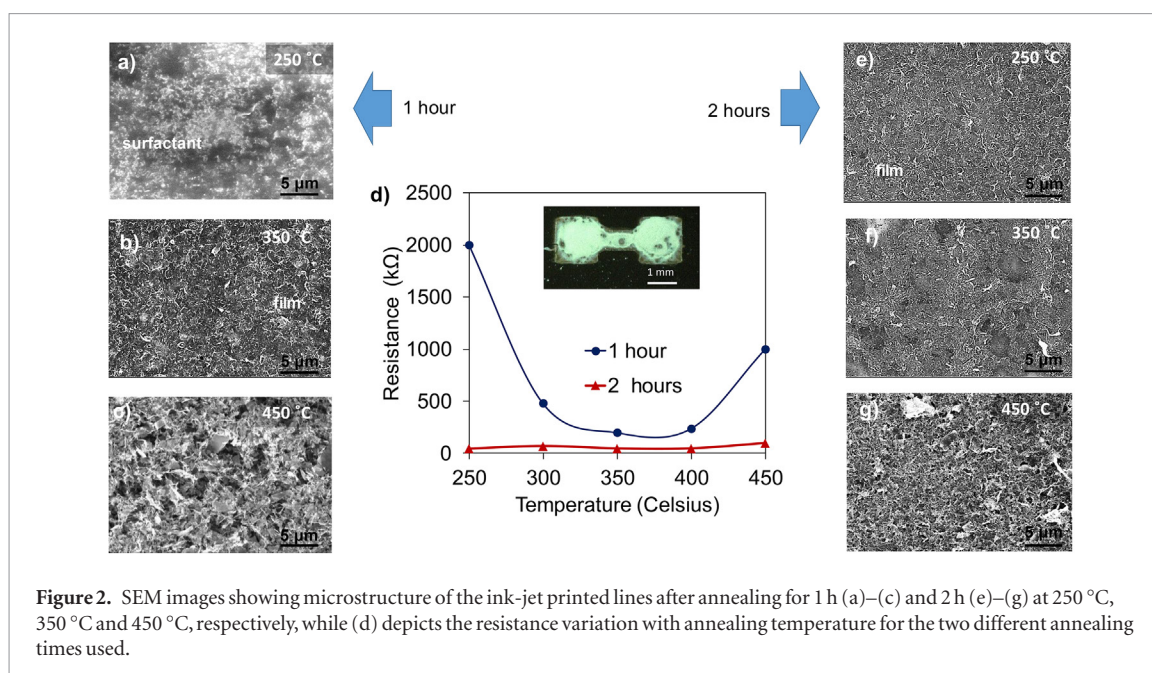 a)
250 °C
surfactant
5 µm
1 hour
2 hours
e)
250 °C
film
5 µm
b)
350 °C
film
5 µm
d)
2500
2000
1500
1000
500
0
Resistance (kΩ)
1 mm
1 hour
2 hours
250 300 350 400 450
Temperature (Celsius)
f)
350 °C
5 µm
c)
450 °C
5 µm
g)
450 °C
5 µm
Figure 2. SEM images showing microstructure of the ink-jet printed lines after annealing for 1 h (a)–(c) and 2 h (e)–(g) at 250 °C,
350 °C and 450 °C, respectively, while (d) depicts the resistance variation with annealing temperature for the two different annealing
times used.